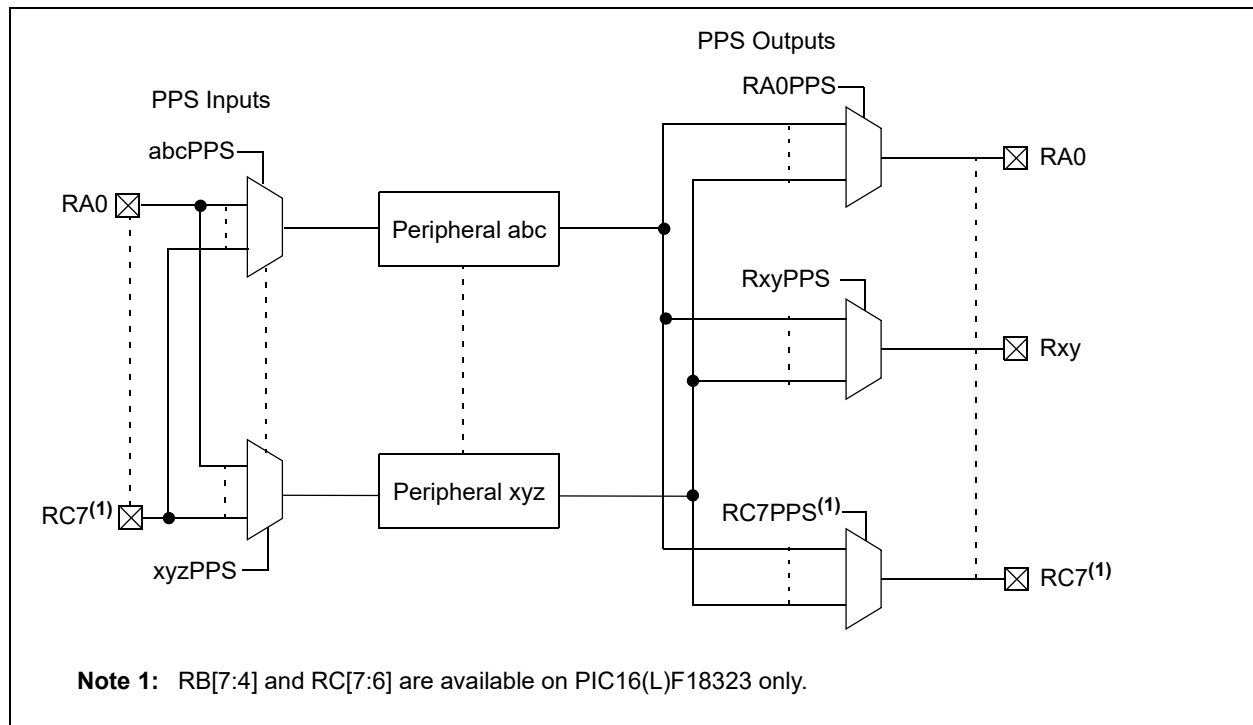 PPS Outputs
RA0PPS
PPS Inputs
abcPPS
RA0
RA0
Peripheral abc
RxyPPS
Rxy
Peripheral xyz
RC7(1)
RC7PPS(1)
xyzPPS
RC7(1)
Note 1: RB[7:4] and RC[7:6] are available on PIC16(L)F18323 only.